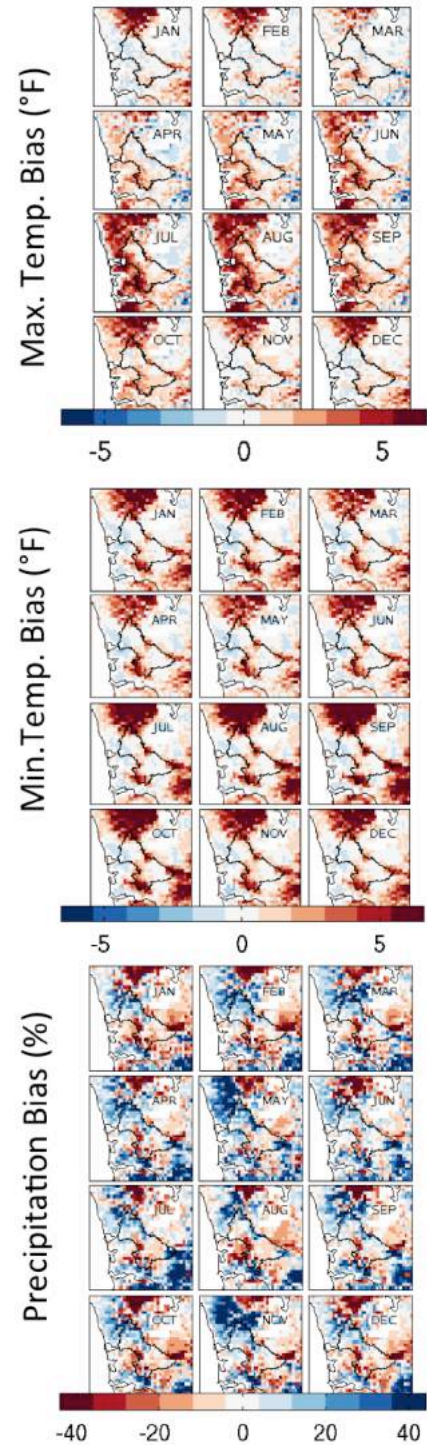 Max. Temp. Bias (°F)
JAN FEB MAR
APR MAY JUN
JUL AUG SEP
OCT NOV DEC
-5 0 5
Min.Temp. Bias (°F)
JAN FEB MAR
APR MAY JUN
JUL AUG SEP
OCT NOV DEC
-5 0 5
Precipitation Bias (%)
JAN FEB MAR
APR MAY JUN
JUL AUG SEP
OCT NOV DEC
-40 -20 0 20 40